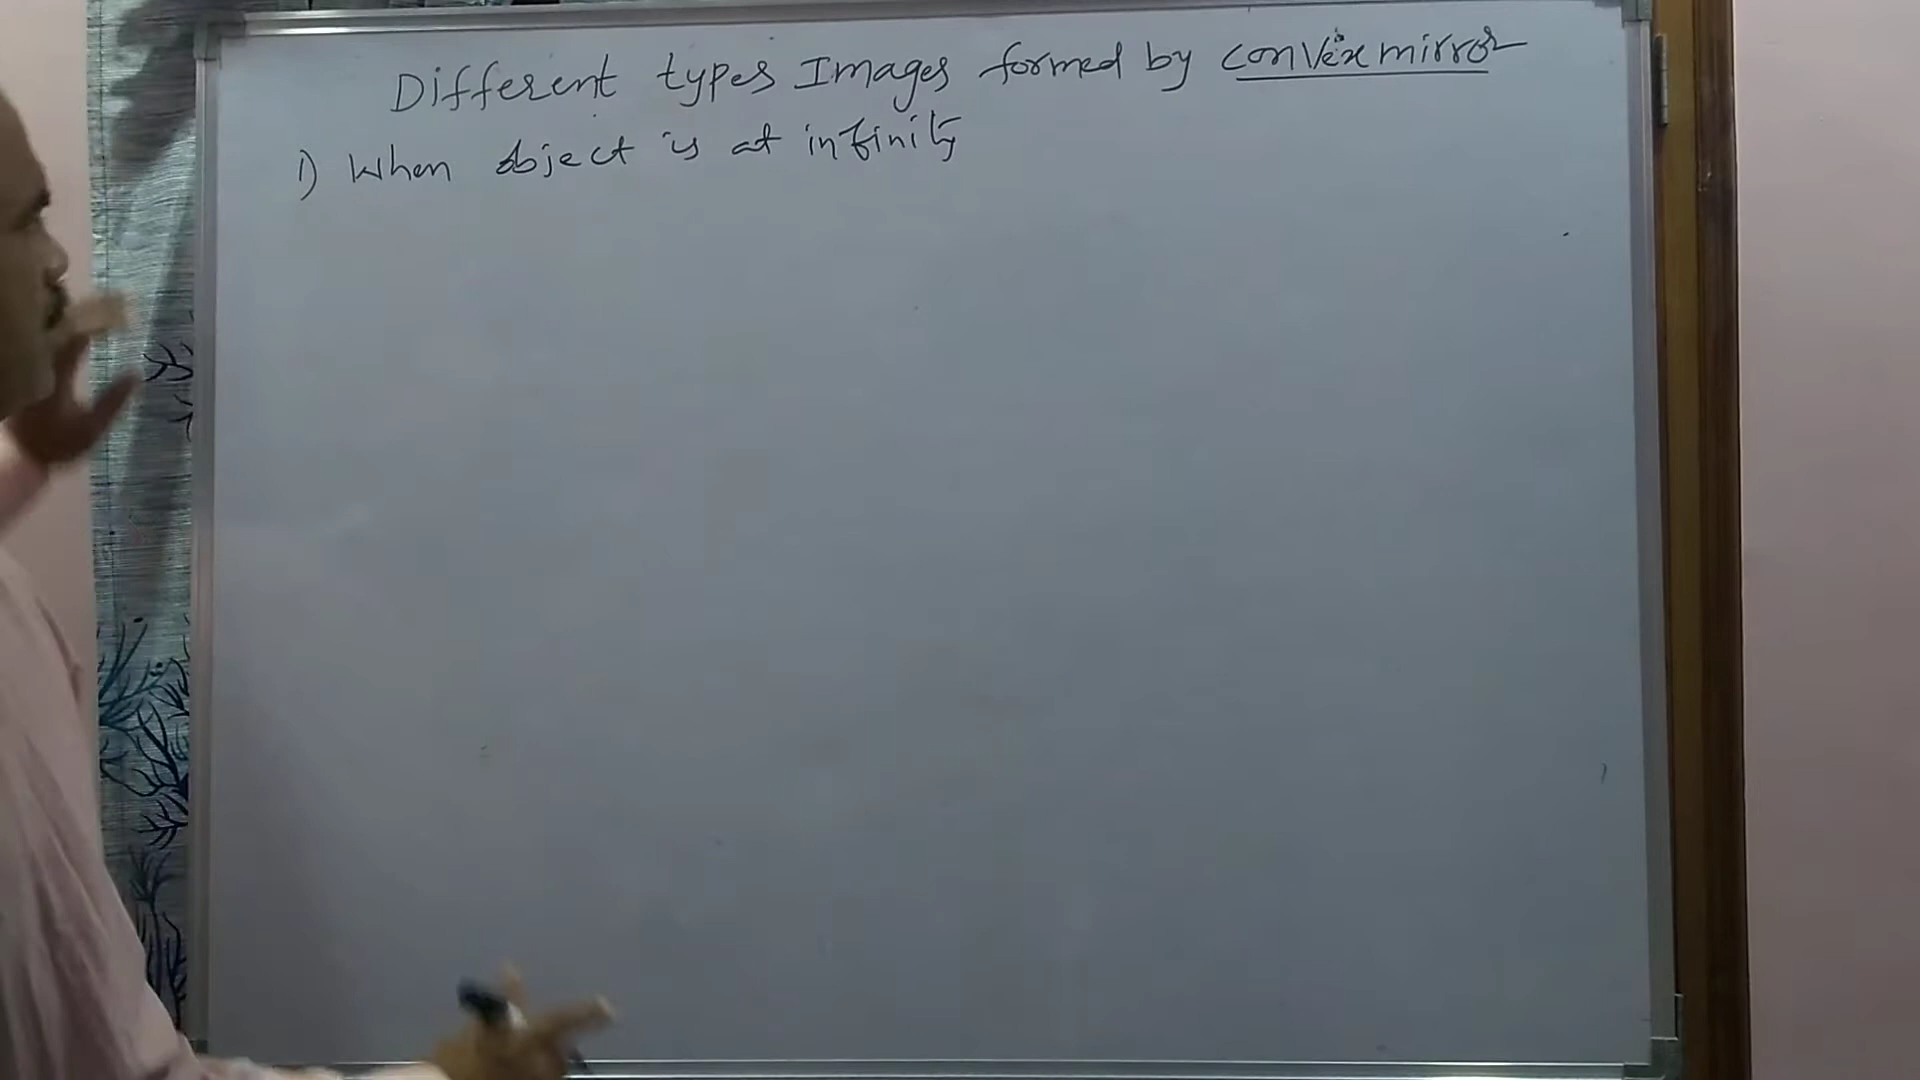 Different types Images formed by convex mirror
1) When object is at infinity